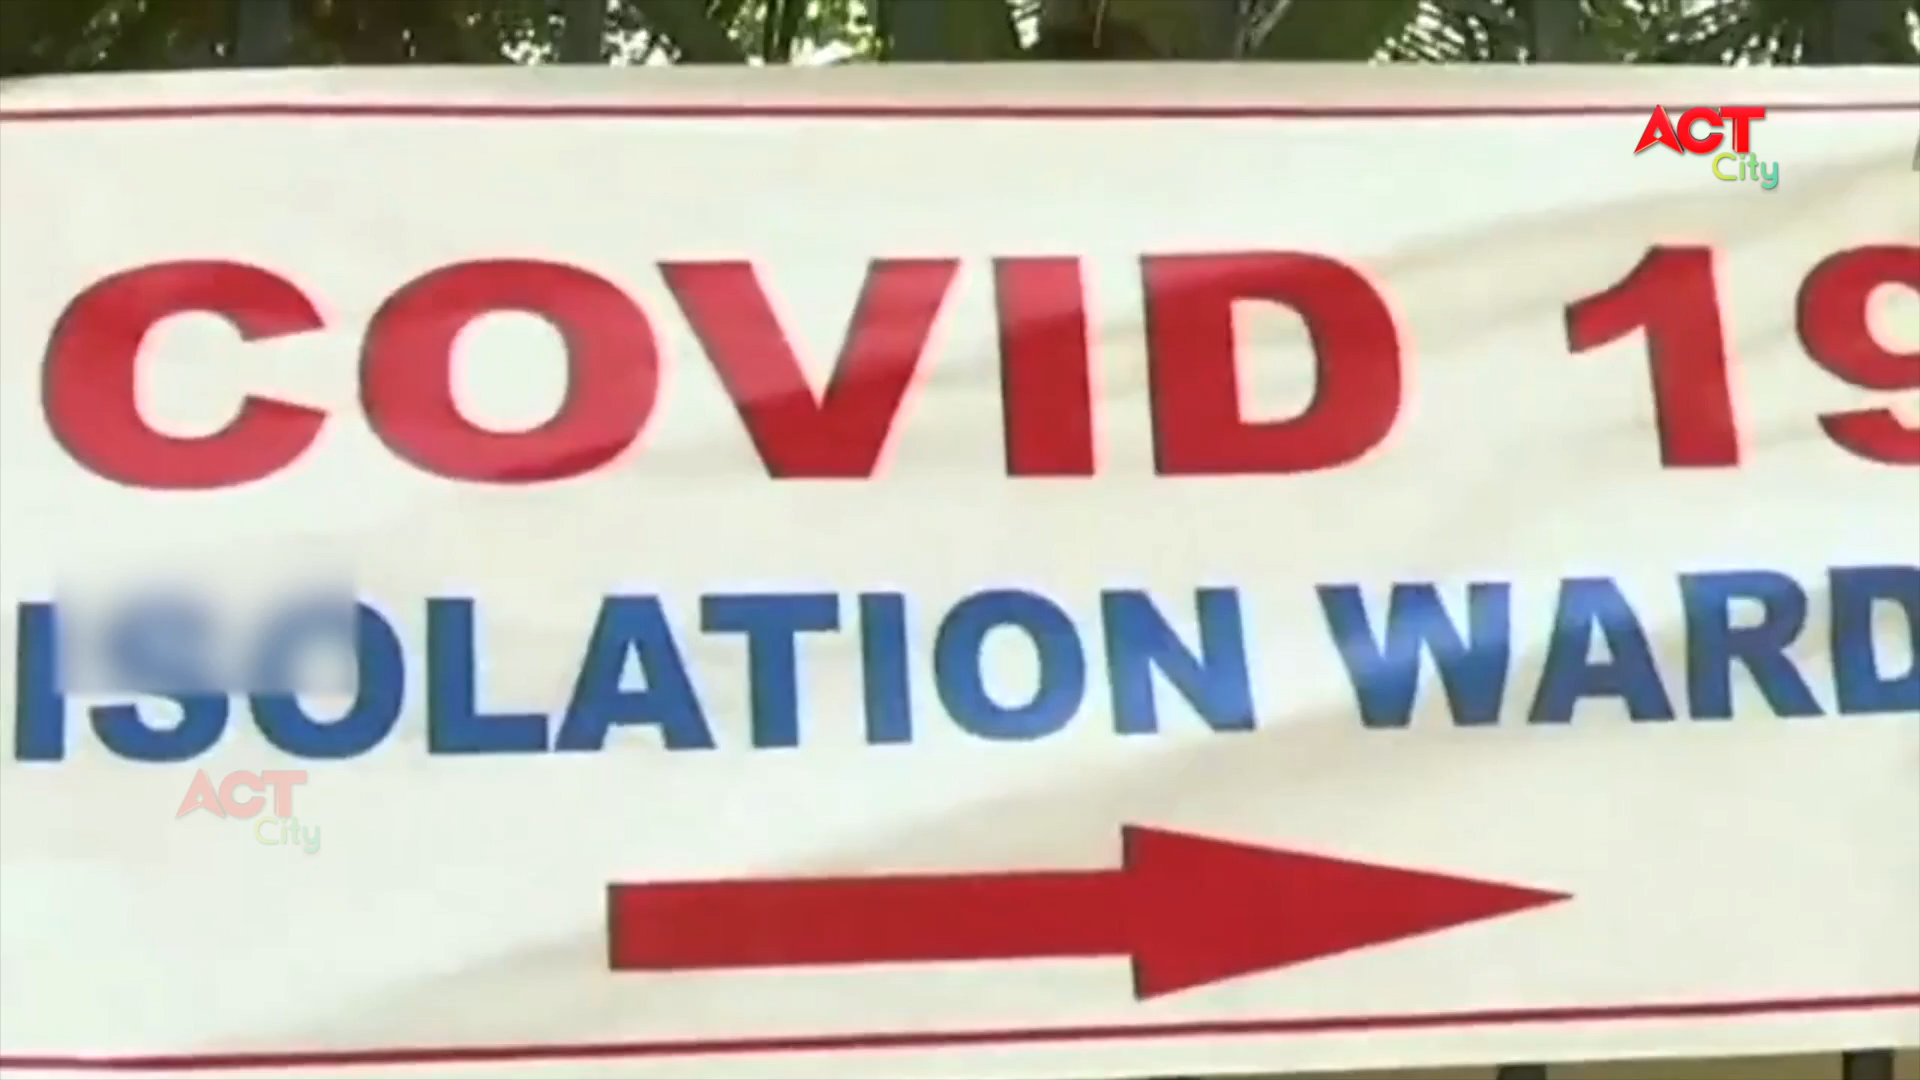 ACT
City
COVID 19
ISOLATION WARD
ACT
City